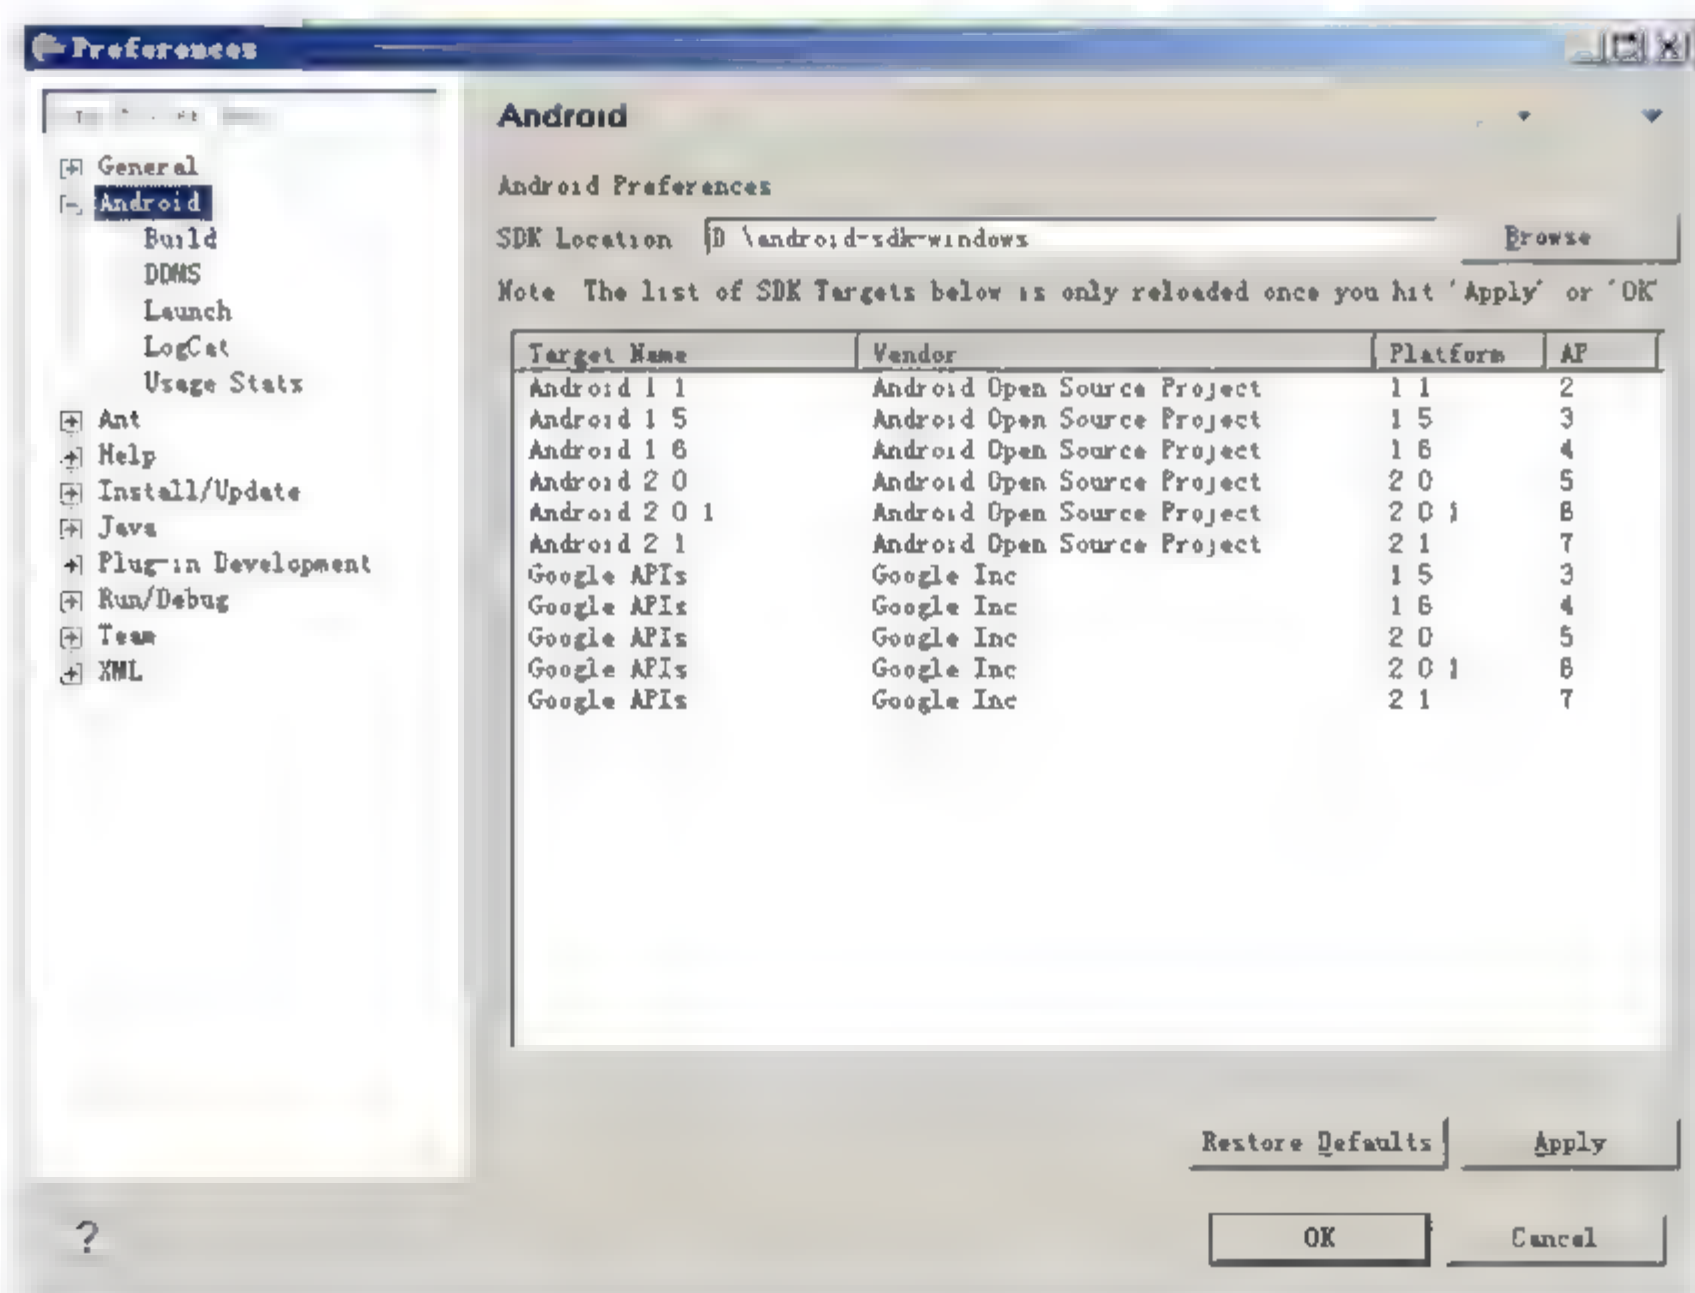 Preferences
Android
General
Android
Build
DDMS
Launch
LogCat
Usage Stats
Ant
Help
Install/Update
Java
Plug-in Development
Run/Debug
Team
XML
Android Preferences
SDK Location D \android-sdk-windows Browse
Note The list of SDK Targets below is only reloaded once you hit 'Apply' or 'OK'
Target Name Vendor Platform AP
Android 1 1 Android Open Source Project 1 1 2
Android 1 5 Android Open Source Project 1 5 3
Android 1 6 Android Open Source Project 1 6 4
Android 2 0 Android Open Source Project 2 0 5
Android 2 0 1 Android Open Source Project 2 0 1 6
Android 2 1 Android Open Source Project 2 1 7
Google APIs Google Inc 1 5 3
Google APIs Google Inc 1 6 4
Google APIs Google Inc 2 0 5
Google APIs Google Inc 2 0 1 6
Google APIs Google Inc 2 1 7
Restore Defaults Apply
? OK Cancel